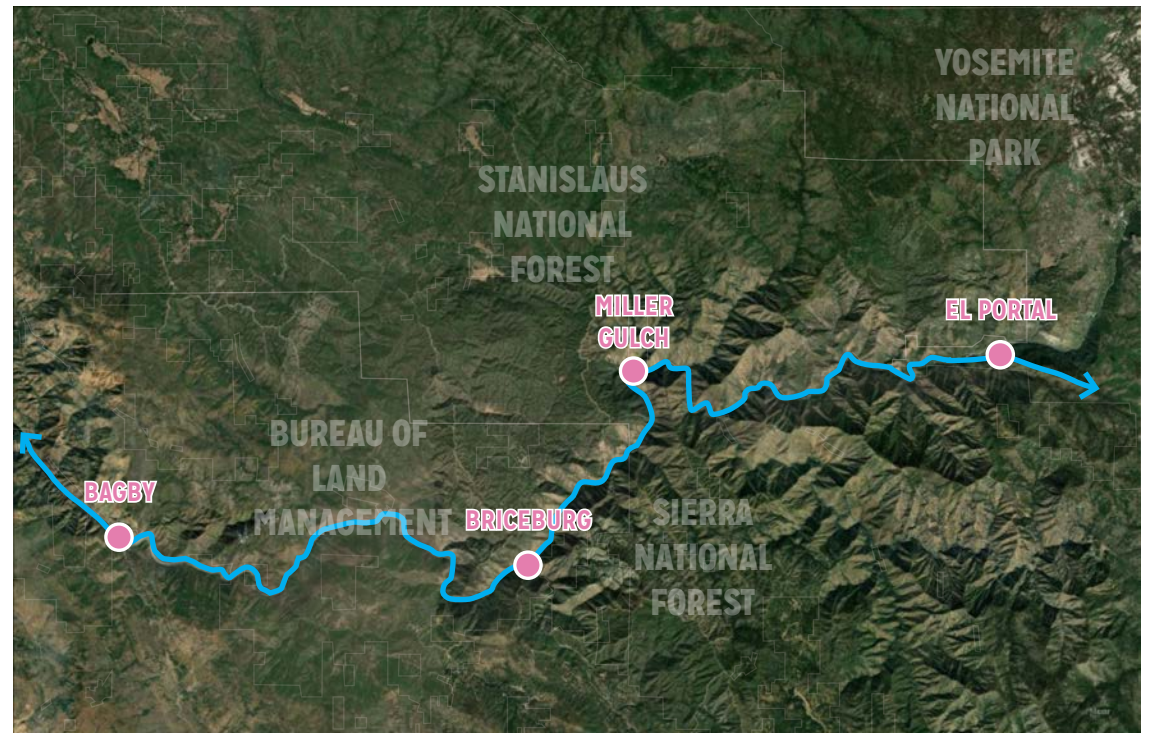 YOSEMITE
NATIONAL
PARK
STANISLAUS
NATIONAL
FOREST
MILLER
GULCH
EL PORTAL
BUREAU OF
LAND
MANAGEMENT
BAGBY
BRICEBURG
SIERRA
NATIONAL
FOREST